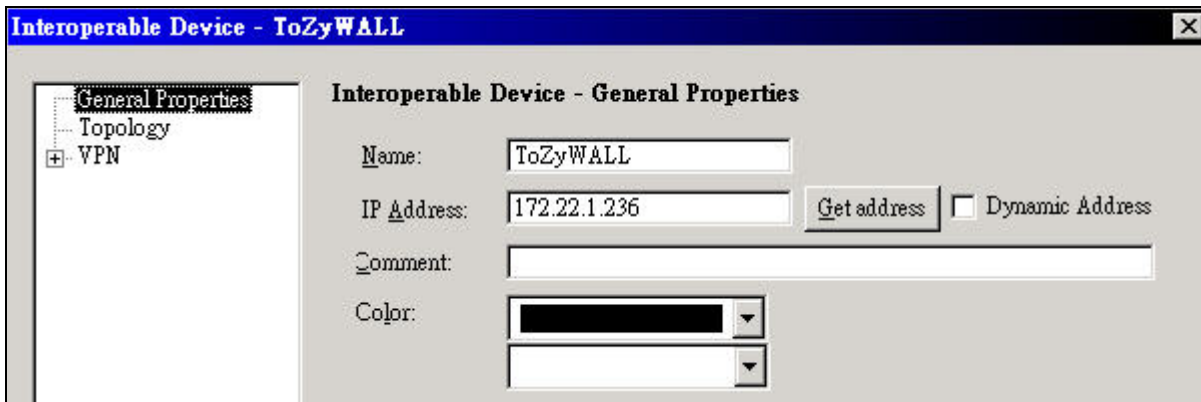 Interoperable Device - ToZyWALL
General Properties
Topology
VPN
Interoperable Device - General Properties
Name: ToZyWALL
IP Address: 172.22.1.236 Get address Dynamic Address
Comment:
Color: